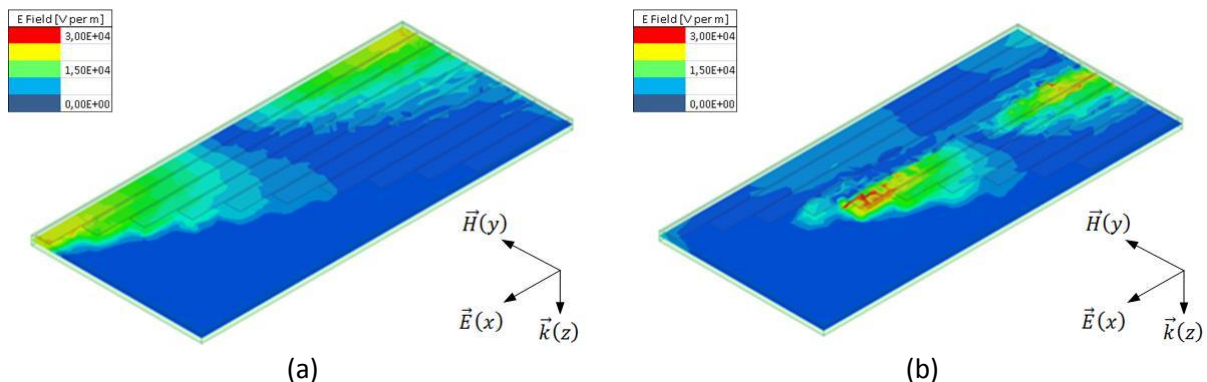 E Field [V per m]
3,00E+04
1,50E+04
0,00E+00
H⃗(y)
E⃗(x)
k⃗(z)
(a)
E Field [V per m]
3,00E+04
1,50E+04
0,00E+00
H⃗(y)
E⃗(x)
k⃗(z)
(b)